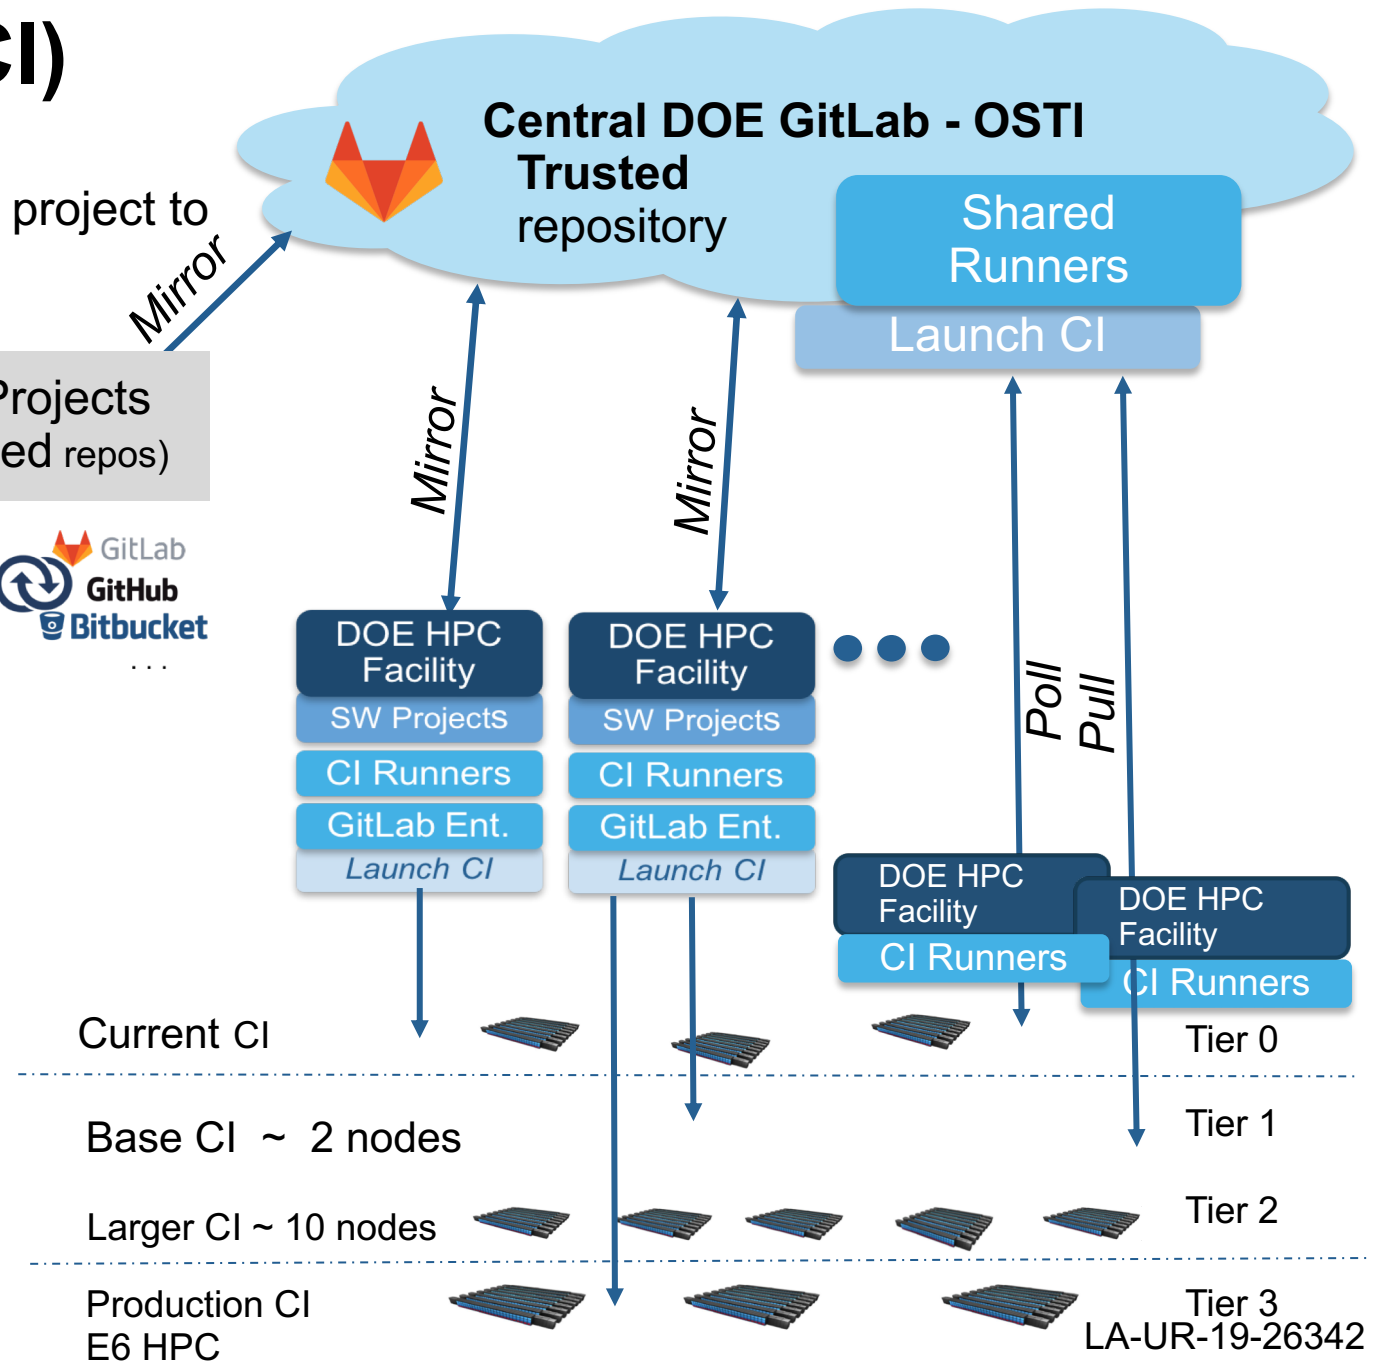 CI)
Central DOE GitLab - OSTI
Trusted
repository
project to
Mirror
Shared
Runners
Launch CI
Projects
ed repos)
Mirror
Mirror
GitLab
GitHub
Bitbucket
. . .
DOE HPC
Facility
SW Projects
CI Runners
GitLab Ent.
Launch CI
DOE HPC
Facility
SW Projects
CI Runners
GitLab Ent.
Launch CI
Poll
Pull
DOE HPC
Facility
CI Runners
DOE HPC
Facility
CI Runners
Current CI
Tier 0
Base CI ~ 2 nodes
Tier 1
Larger CI ~ 10 nodes
Tier 2
Production CI
E6 HPC
Tier 3
LA-UR-19-26342